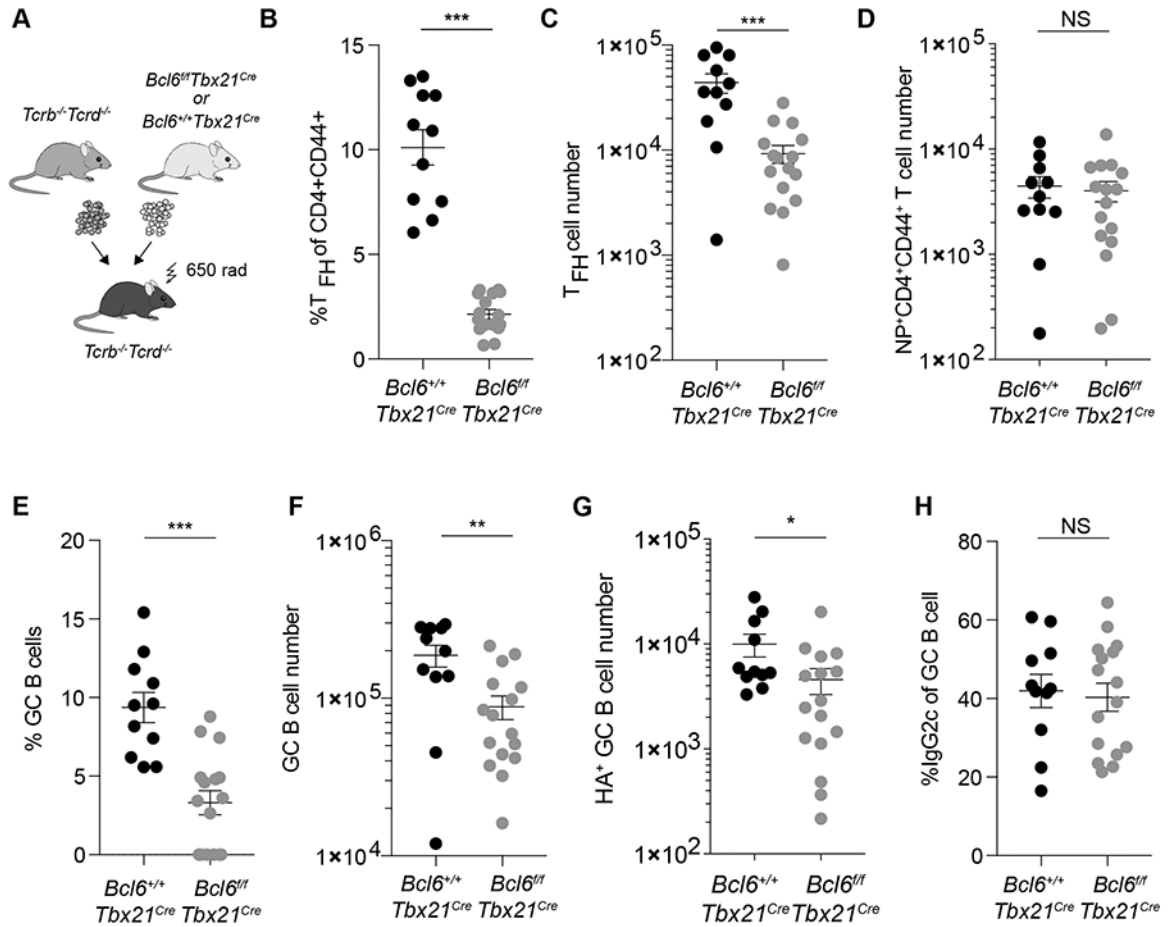 A
Bcl6f/fTbx21Cre
or
Bcl6+/+Tbx21Cre
Tcrb-/-Tcrd-/-
650 rad
Tcrb-/-Tcrd-/-
B
***
%T FH of CD4+CD44+
15
10
5
0
Bcl6+/+
Tbx21Cre
Bcl6f/f
Tbx21Cre
C
***
TFH cell number
1×10^5
1×10^4
1×10^3
1×10^2
Bcl6+/+
Tbx21Cre
Bcl6f/f
Tbx21Cre
D
NS
NP+CD4+CD44+ T cell number
1×10^5
1×10^4
1×10^3
1×10^2
Bcl6+/+
Tbx21Cre
Bcl6f/f
Tbx21Cre
E
***
% GC B cells
20
15
10
5
0
Bcl6+/+
Tbx21Cre
Bcl6f/f
Tbx21Cre
F
**
GC B cell number
1×10^6
1×10^5
1×10^4
Bcl6+/+
Tbx21Cre
Bcl6f/f
Tbx21Cre
G
*
HA+ GC B cell number
1×10^5
1×10^4
1×10^3
1×10^2
Bcl6+/+
Tbx21Cre
Bcl6f/f
Tbx21Cre
H
NS
%IgG2c of GC B cell
80
60
40
20
0
Bcl6+/+
Tbx21Cre
Bcl6f/f
Tbx21Cre